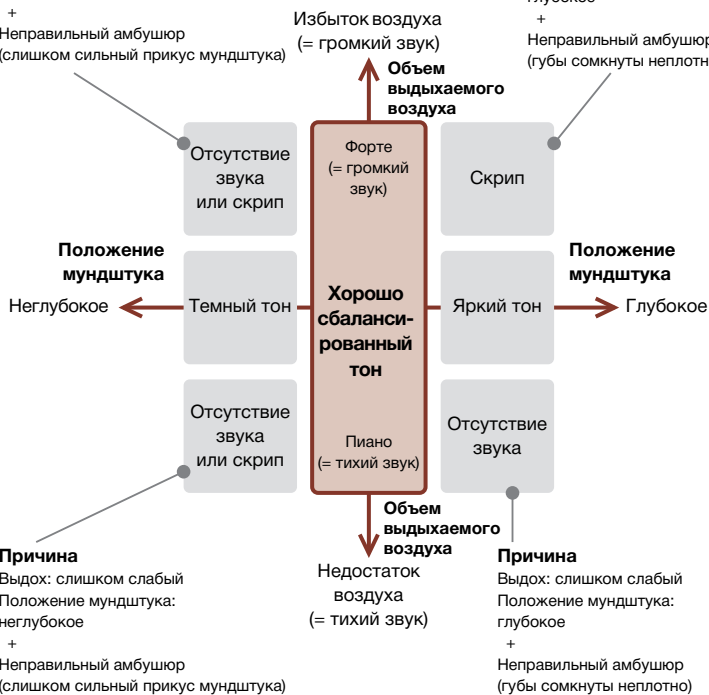 +
Неправильный амбушюр
(слишком сильный прикус мундштука)
Избыток воздуха
(= громкий звук)
+
Неправильный амбушюр
(губы сомкнуты неплотн
Объем
выдыхаемого
воздуха
Отсутствие
звука
или скрип
Форте
(= громкий
звук)
Скрип
Положение
мундштука
Неглубокое
Темный тон
Хорошо
сбаланси-
рованный
тон
Яркий тон
Положение
мундштука
Глубокое
Отсутствие
звука
или скрип
Пиано
(= тихий звук)
Отсутствие
звука
Объем
выдыхаемого
воздуха
Недостаток
воздуха
(= тихий звук)
Причина
Выдох: слишком слабый
Положение мундштука:
неглубокое
+
Неправильный амбушюр
(слишком сильный прикус мундштука)
Причина
Выдох: слишком слабый
Положение мундштука:
глубокое
+
Неправильный амбушюр
(губы сомкнуты неплотно)